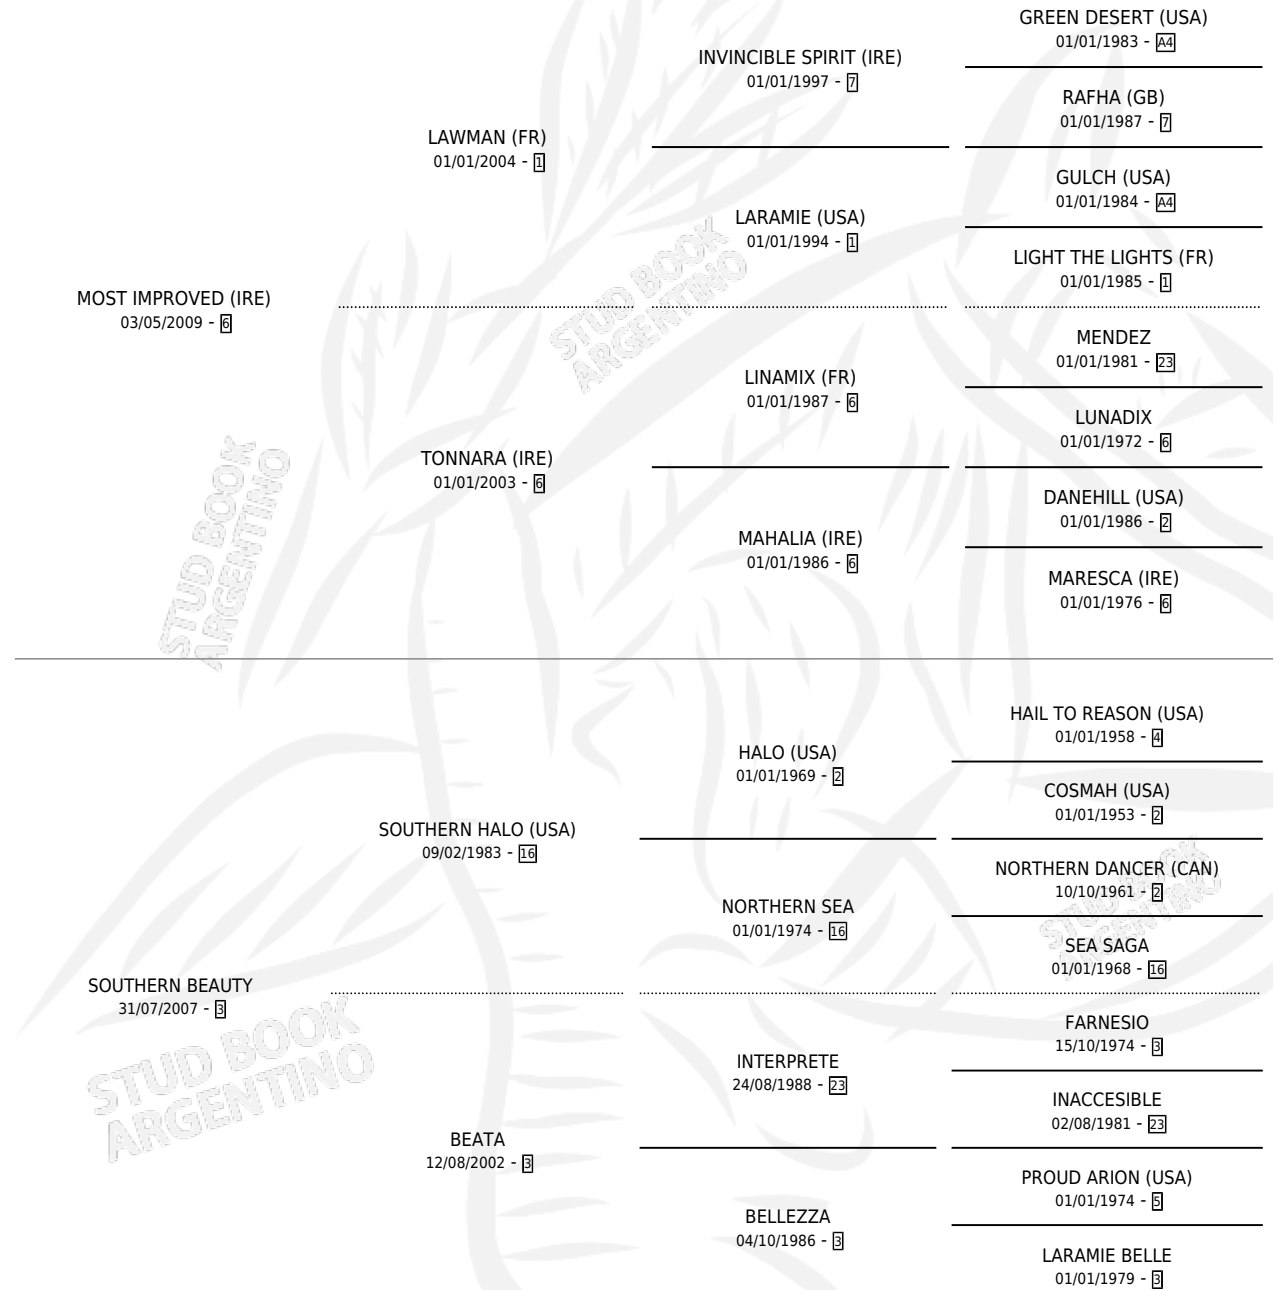 GREEN DESERT (USA)
01/01/1983 - A4
INVINCIBLE SPIRIT (IRE)
01/01/1997 - 7
RAFHA (GB)
01/01/1987 - 7
LAWMAN (FR)
01/01/2004 - 1
GULCH (USA)
01/01/1984 - A4
LARAMIE (USA)
01/01/1994 - 1
LIGHT THE LIGHTS (FR)
01/01/1985 - 1
MOST IMPROVED (IRE)
03/05/2009 - 6
MENDEZ
01/01/1981 - 23
LINAMIX (FR)
01/01/1987 - 6
LUNADIX
01/01/1972 - 6
TONNARA (IRE)
01/01/2003 - 6
DANEHILL (USA)
01/01/1986 - 2
MAHALIA (IRE)
01/01/1986 - 6
MARESCA (IRE)
01/01/1976 - 6
HAIL TO REASON (USA)
01/01/1958 - 4
HALO (USA)
01/01/1969 - 2
COSMAH (USA)
01/01/1953 - 2
SOUTHERN HALO (USA)
09/02/1983 - 16
NORTHERN DANCER (CAN)
10/10/1961 - 2
NORTHERN SEA
01/01/1974 - 16
SEA SAGA
01/01/1968 - 16
SOUTHERN BEAUTY
31/07/2007 - 3
FARNESIO
15/10/1974 - 3
INTERPRETE
24/08/1988 - 23
INACCESIBLE
02/08/1981 - 23
BEATA
12/08/2002 - 3
PROUD ARION (USA)
01/01/1974 - 5
BELLEZZA
04/10/1986 - 3
LARAMIE BELLE
01/01/1979 - 3
STUD BOOK
ARGENTINO
STUD BOOK
ARGENTINO
STUD BOOK
ARGENTINO
STUD BOOK
ARGENTINO